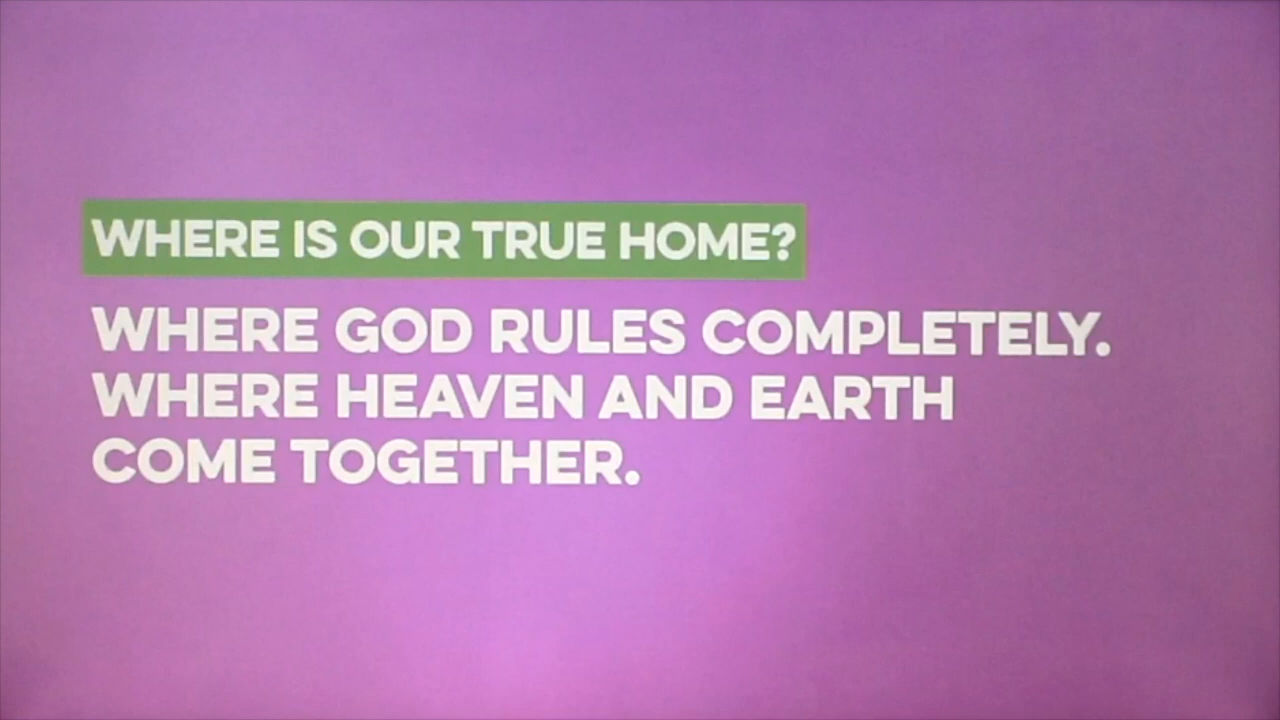 WHERE IS OUR TRUE HOME?
WHERE GOD RULES COMPLETELY.
WHERE HEAVEN AND EARTH
COME TOGETHER.